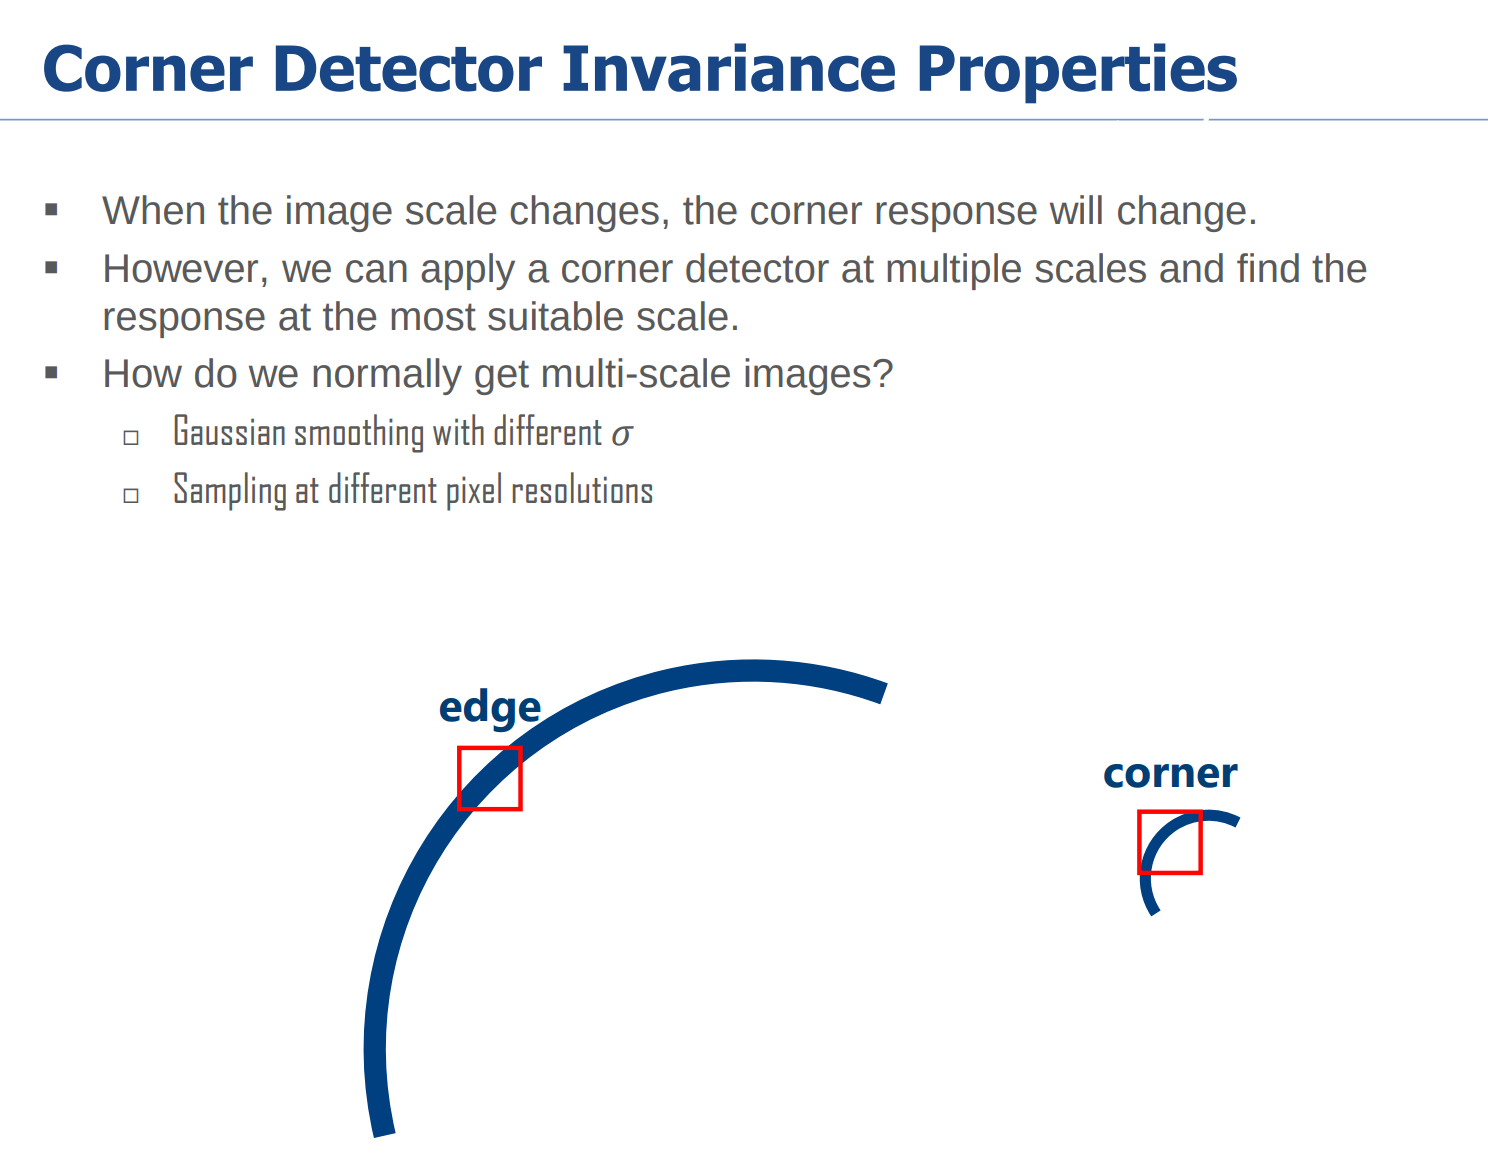 Corner Detector Invariance Properties
▪ When the image scale changes, the corner response will change.
▪ However, we can apply a corner detector at multiple scales and find the
response at the most suitable scale.
▪ How do we normally get multi-scale images?
□ Gaussian smoothing with different σ
□ Sampling at different pixel resolutions
edge
corner